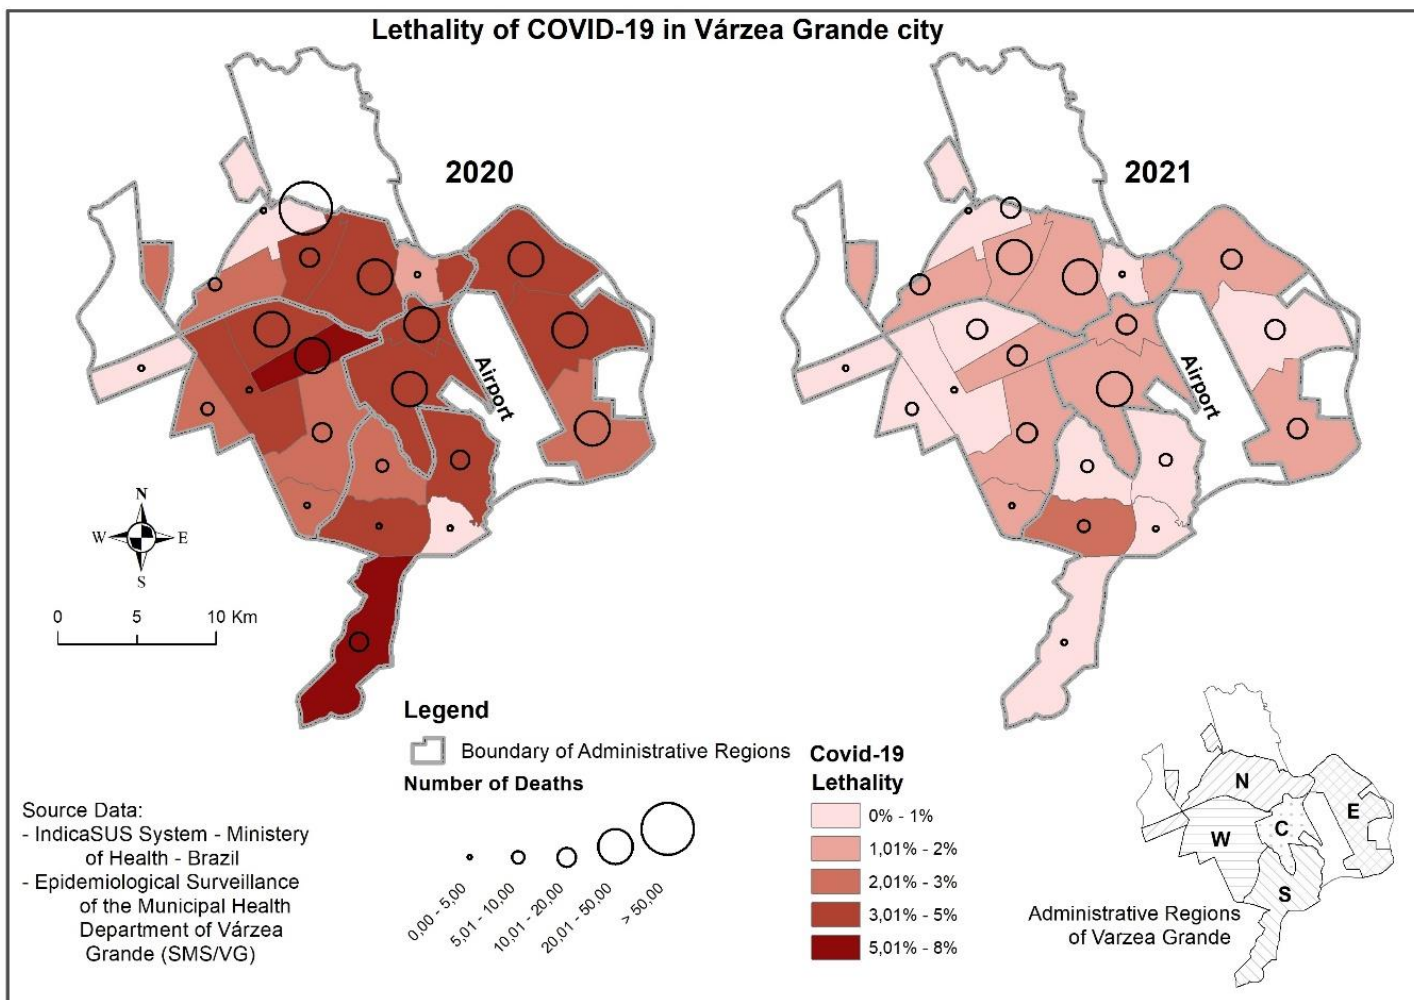 Lethality of COVID-19 in Várzea Grande city
2020
2021
Airport
Airport
N
W
E
S
0
5
10 Km
Legend
Boundary of Administrative Regions
Number of Deaths
0,00 - 5,00
5,01 - 10,00
10,01 - 20,00
20,01 - 50,00
> 50,00
Covid-19
Lethality
0% - 1%
1,01% - 2%
2,01% - 3%
3,01% - 5%
5,01% - 8%
Source Data:
- IndicaSUS System - Ministery
of Health - Brazil
- Epidemiological Surveillance
of the Municipal Health
Department of Várzea
Grande (SMS/VG)
N
E
C
W
S
Administrative Regions
of Varzea Grande